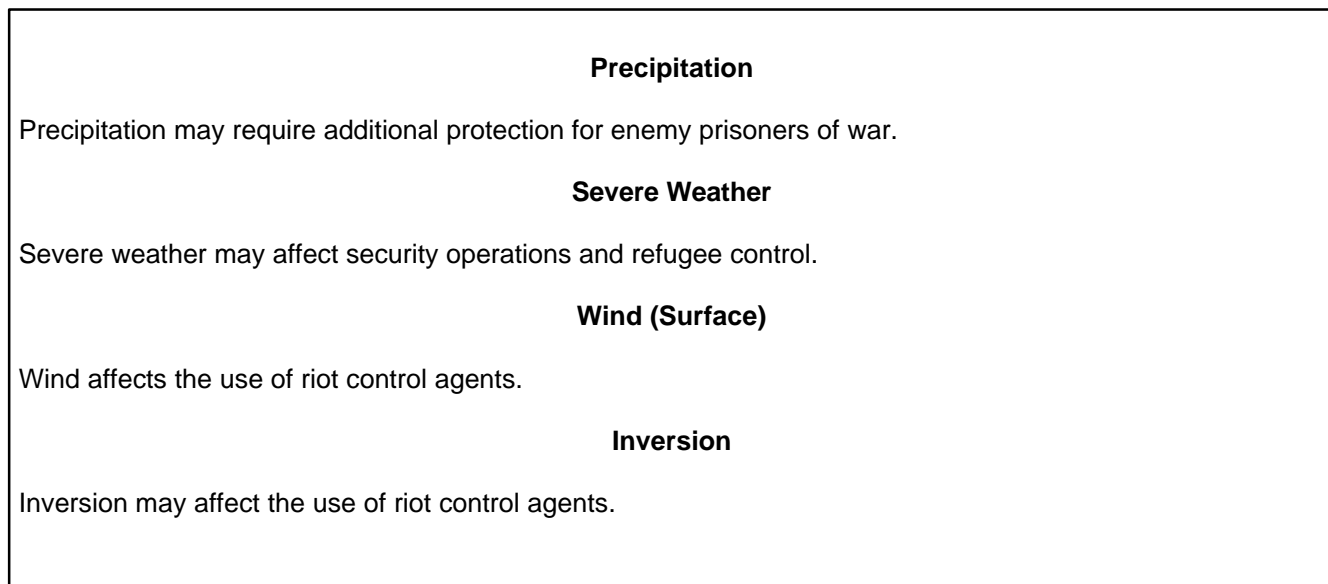 Precipitation
Precipitation may require additional protection for enemy prisoners of war.
Severe Weather
Severe weather may affect security operations and refugee control.
Wind (Surface)
Wind affects the use of riot control agents.
Inversion
Inversion may affect the use of riot control agents.